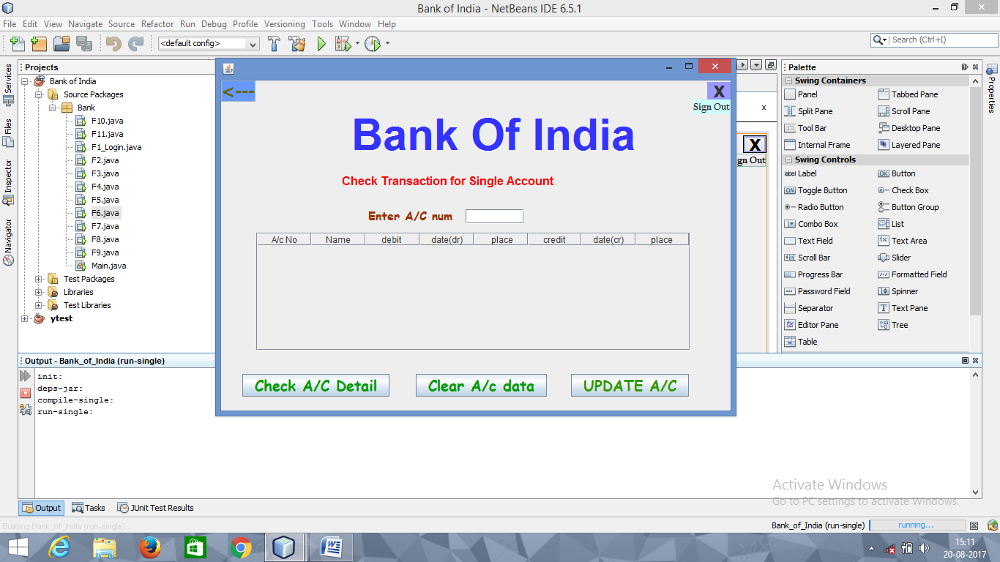 Bank of India - NetBeans IDE 6.5.1
File Edit View Navigate Source Refactor Run Debug Profile Versioning Tools Window Help
<default config>
Search (Ctrl+I)
Services
Files
Inspector
Navigator
Projects
Bank of India
Source Packages
Bank
F10.java
F11.java
F1_Login.java
F2.java
F3.java
F4.java
F5.java
F6.java
F7.java
F8.java
F9.java
Main.java
Test Packages
Libraries
Test Libraries
ytest
<---
X
Sign Out
Bank Of India
Check Transaction for Single Account
Enter A/C num
A/c No Name debit date(dr) place credit date(cr) place
Check A/C Detail Clear A/c data UPDATE A/C
x
X
gn Out
Palette
Swing Containers
Panel Tabbed Pane
Split Pane Scroll Pane
Tool Bar Desktop Pane
Internal Frame Layered Pane
Swing Controls
label Label OK Button
ON Toggle Button Check Box
Radio Button Button Group
Combo Box List
Text Field Text Area
Scroll Bar Slider
Progress Bar Formatted Field
Password Field Spinner
Separator T Text Pane
Editor Pane Tree
Table
Properties
Output - Bank_of_India (run-single)
init:
deps-jar:
compile-single:
run-single:
Activate Windows
Go to PC settings to activate Windows.
Output Tasks JUnit Test Results
Building Bank_of_India (run-single)...
Bank_of_India (run-single) running...
15:11
20-08-2017